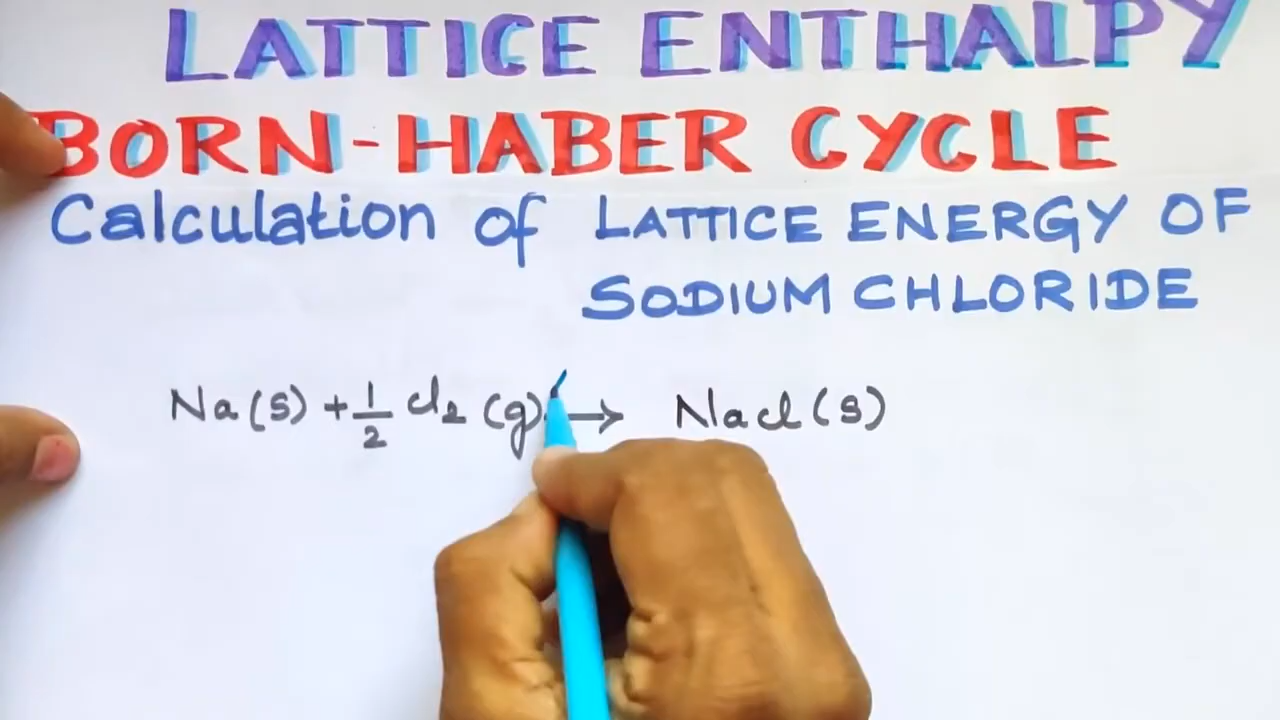 LATTICE ENTHALPY
BORN-HABER CYCLE
Calculation of LATTICE ENERGY OF
SODIUM CHLORIDE
Na(s) + 1/2 Cl2 (g) → NaCl(s)